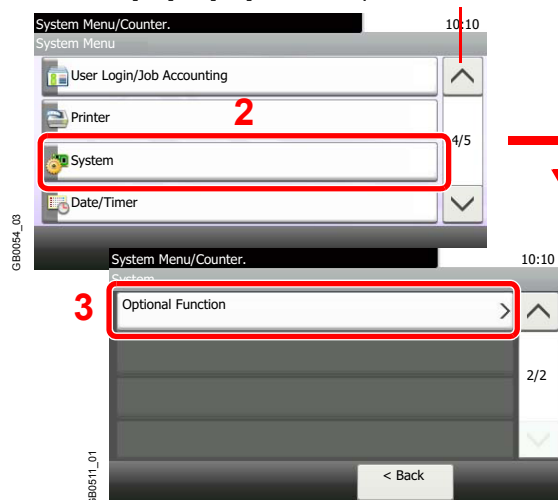 System Menu/Counter.
10:10
System Menu
User Login/Job Accounting
Printer
2
4/5
System
Date/Timer
GB0054_03
System Menu/Counter.
10:10
System
3
Optional Function
2/2
GB0511_01
< Back